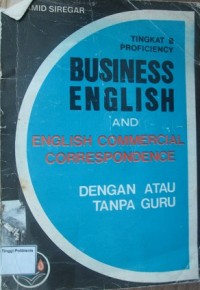 MID SIREGAR
TINGKAT &
PROFICIENCY
BUSINESS
ENGLISH
AND
ENGLISH COMMERCIAL
CORRESPONDENCE
DENGAN ATAU
TANPA GURU